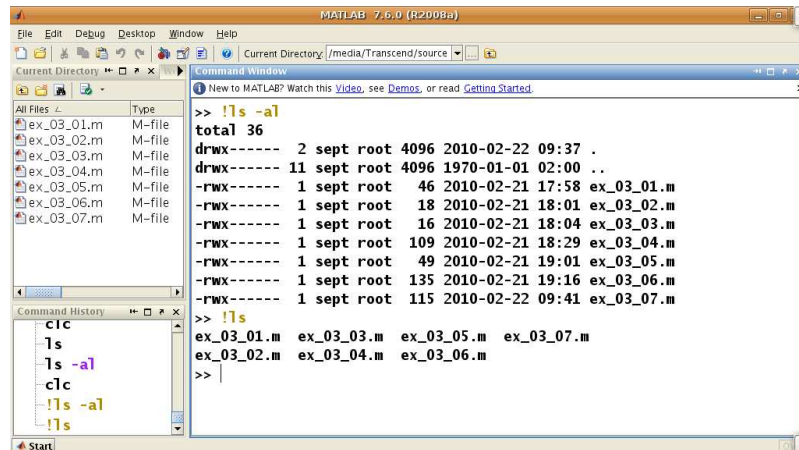 MATLAB 7.6.0 (R2008a)
File Edit Debug Desktop Window Help
Current Directory: /media/Transcend/source
Current Directory
Command Window
New to MATLAB? Watch this Video, see Demos, or read Getting Started.
All Files Type
ex_03_01.m M-file
ex_03_02.m M-file
ex_03_03.m M-file
ex_03_04.m M-file
ex_03_05.m M-file
ex_03_06.m M-file
ex_03_07.m M-file
>> !ls -al
total 36
drwx------ 2 sept root 4096 2010-02-22 09:37 .
drwx------ 11 sept root 4096 1970-01-01 02:00 ..
-rwx------ 1 sept root 46 2010-02-21 17:58 ex_03_01.m
-rwx------ 1 sept root 18 2010-02-21 18:01 ex_03_02.m
-rwx------ 1 sept root 16 2010-02-21 18:04 ex_03_03.m
-rwx------ 1 sept root 109 2010-02-21 18:29 ex_03_04.m
-rwx------ 1 sept root 49 2010-02-21 19:01 ex_03_05.m
-rwx------ 1 sept root 135 2010-02-21 19:16 ex_03_06.m
-rwx------ 1 sept root 115 2010-02-22 09:41 ex_03_07.m
>> !ls
ex_03_01.m ex_03_03.m ex_03_05.m ex_03_07.m
ex_03_02.m ex_03_04.m ex_03_06.m
>>
Command History
clc
ls
ls -al
clc
!ls -al
!ls
Start